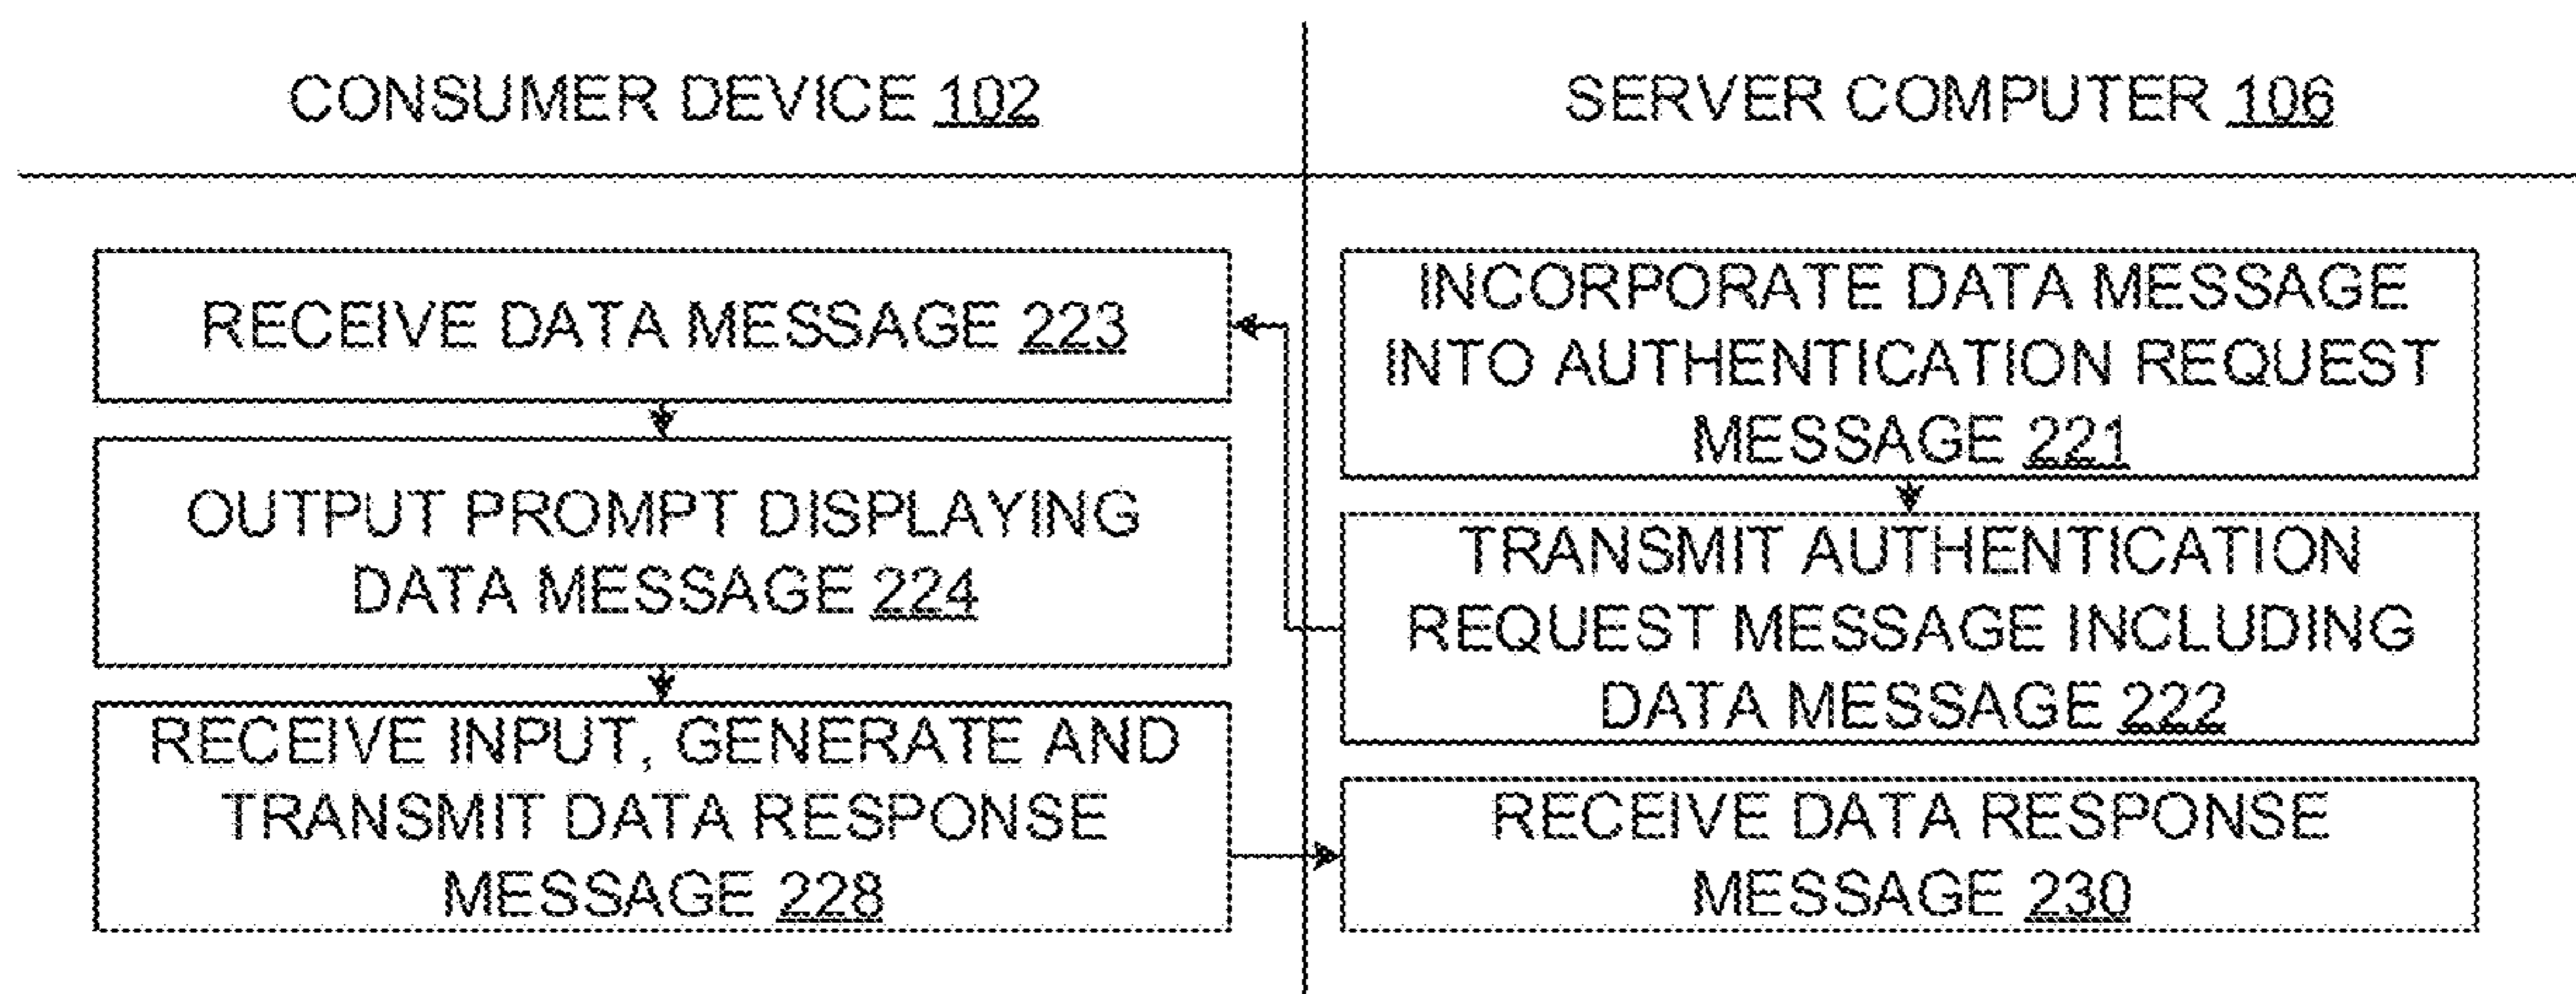 CONSUMER DEVICE 102
SERVER COMPUTER 106
RECEIVE DATA MESSAGE 223
OUTPUT PROMPT DISPLAYING
DATA MESSAGE 224
RECEIVE INPUT, GENERATE AND
TRANSMIT DATA RESPONSE
MESSAGE 228
INCORPORATE DATA MESSAGE
INTO AUTHENTICATION REQUEST
MESSAGE 221
TRANSMIT AUTHENTICATION
REQUEST MESSAGE INCLUDING
DATA MESSAGE 222
RECEIVE DATA RESPONSE
MESSAGE 230